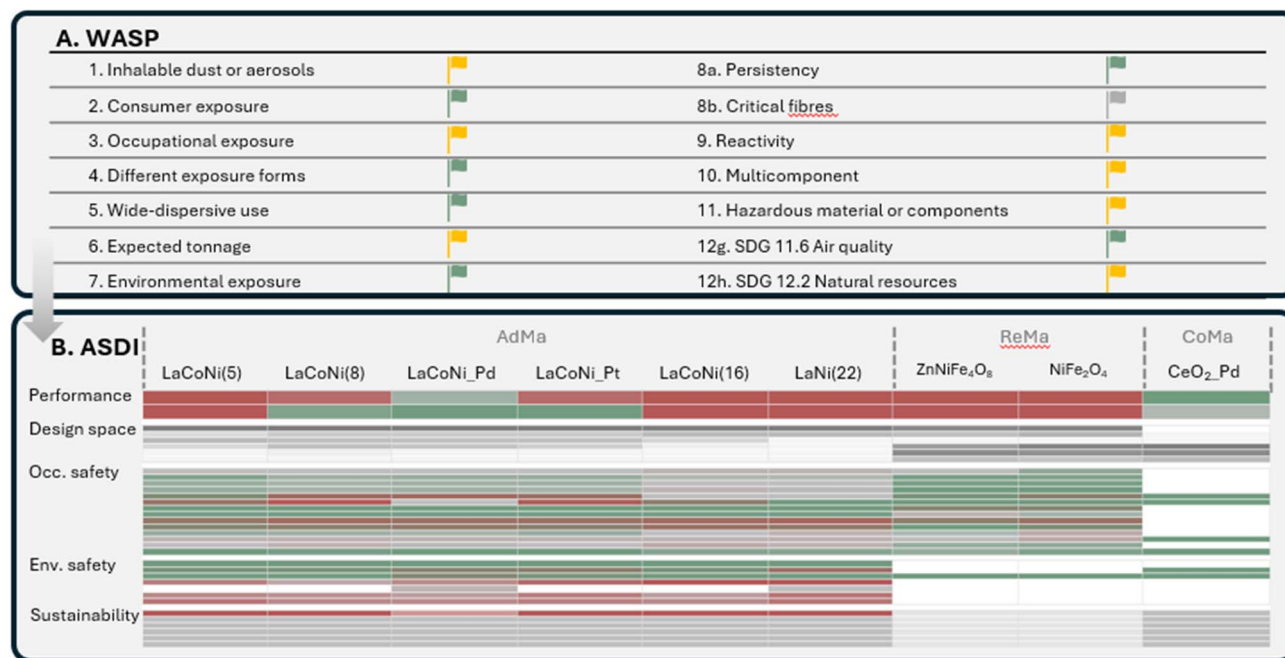 A. WASP
1. Inhalable dust or aerosols
8a. Persistency
2. Consumer exposure
8b. Critical fibres
3. Occupational exposure
9. Reactivity
4. Different exposure forms
10. Multicomponent
5. Wide-dispersive use
11. Hazardous material or components
6. Expected tonnage
12g. SDG 11.6 Air quality
7. Environmental exposure
12h. SDG 12.2 Natural resources
B. ASDI
AdMa
ReMa
CoMa
LaCoNi(5)
LaCoNi(8)
LaCoNi_Pd
LaCoNi_Pt
LaCoNi(16)
LaNi(22)
ZnNiFe₄O₈
NiFe₂O₄
CeO₂_Pd
Performance
Design space
Occ. safety
Env. safety
Sustainability